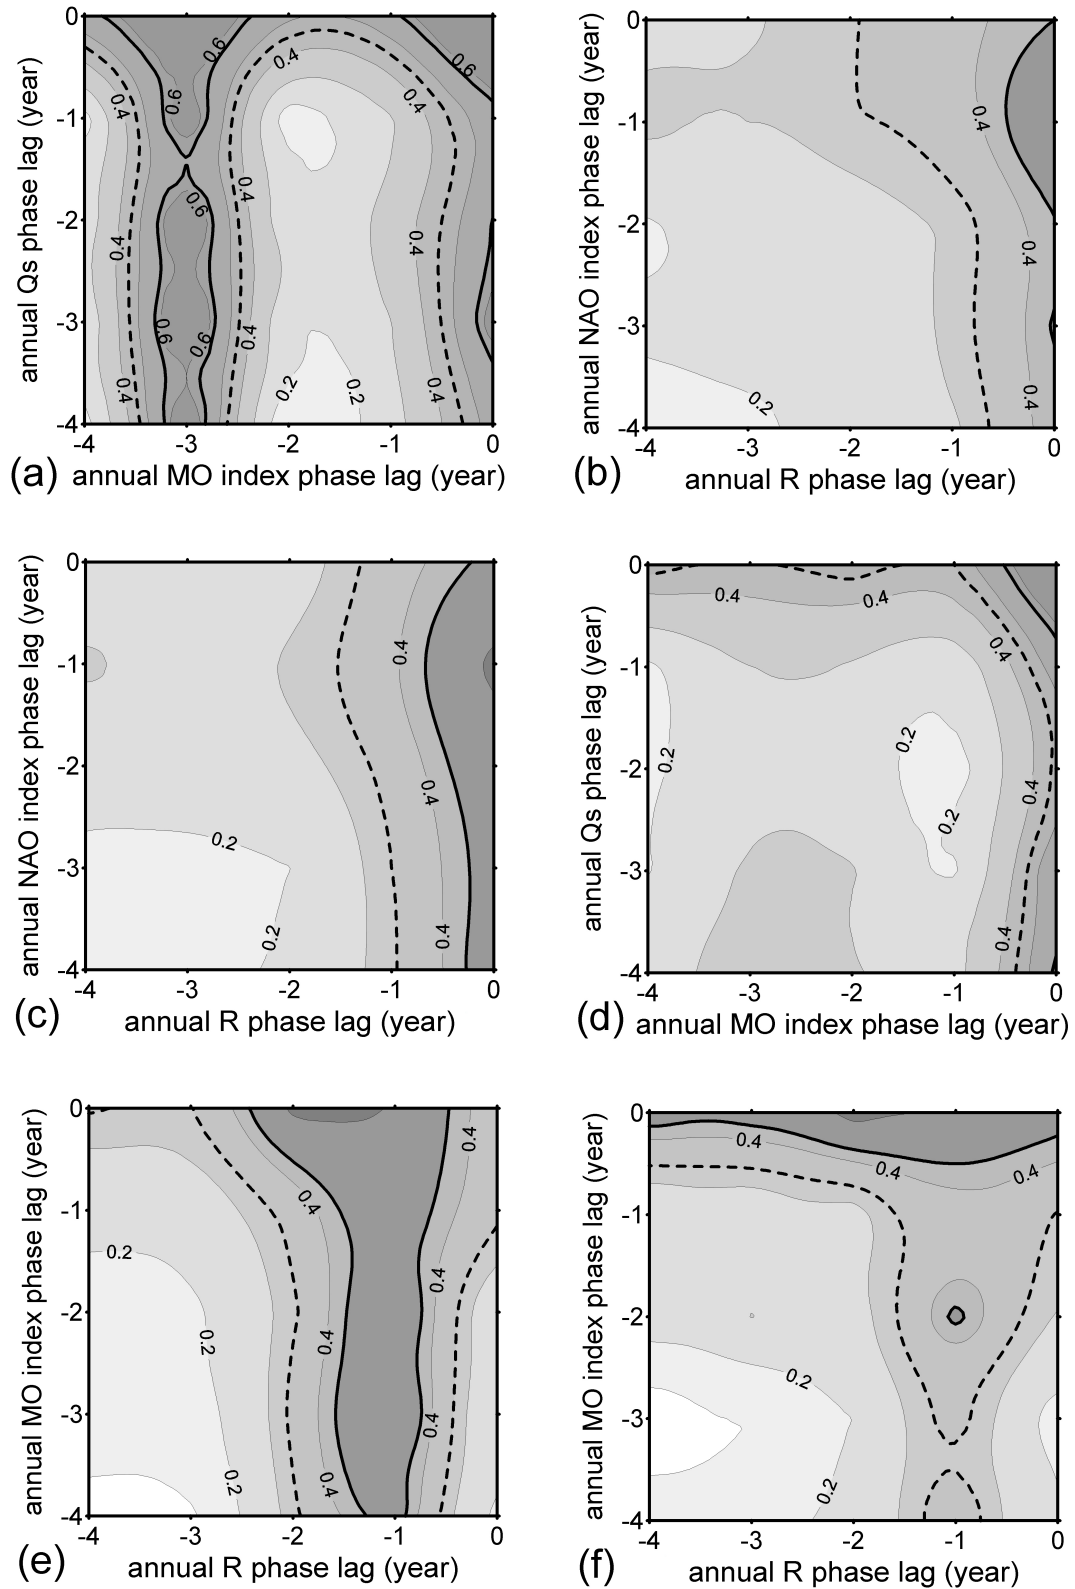 0
-1
-2
-3
-4
-4 -3 -2 -1 0
annual Qs phase lag (year)
(a) annual MO index phase lag (year)
0.6 0.6 0.6 0.6 0.6 0.6
0.4 0.4 0.4 0.4 0.4 0.4 0.4 0.4 0.4
0.2 0.2
0
-1
-2
-3
-4
-4 -3 -2 -1 0
annual NAO index phase lag (year)
(b) annual R phase lag (year)
0.4 0.4 0.4
0.2
0
-1
-2
-3
-4
-4 -3 -2 -1 0
annual NAO index phase lag (year)
(c) annual R phase lag (year)
0.4 0.4 0.4
0.2 0.2
0
-1
-2
-3
-4
-4 -3 -2 -1 0
annual Qs phase lag (year)
(d) annual MO index phase lag (year)
0.4 0.4 0.4 0.4 0.4
0.2 0.2 0.2
0
-1
-2
-3
-4
-4 -3 -2 -1 0
annual MO index phase lag (year)
(e) annual R phase lag (year)
0.4 0.4 0.4 0.4 0.4 0.4
0.2 0.2 0.2
0
-1
-2
-3
-4
-4 -3 -2 -1 0
annual MO index phase lag (year)
(f) annual R phase lag (year)
0.4 0.4 0.4
0.2 0.2